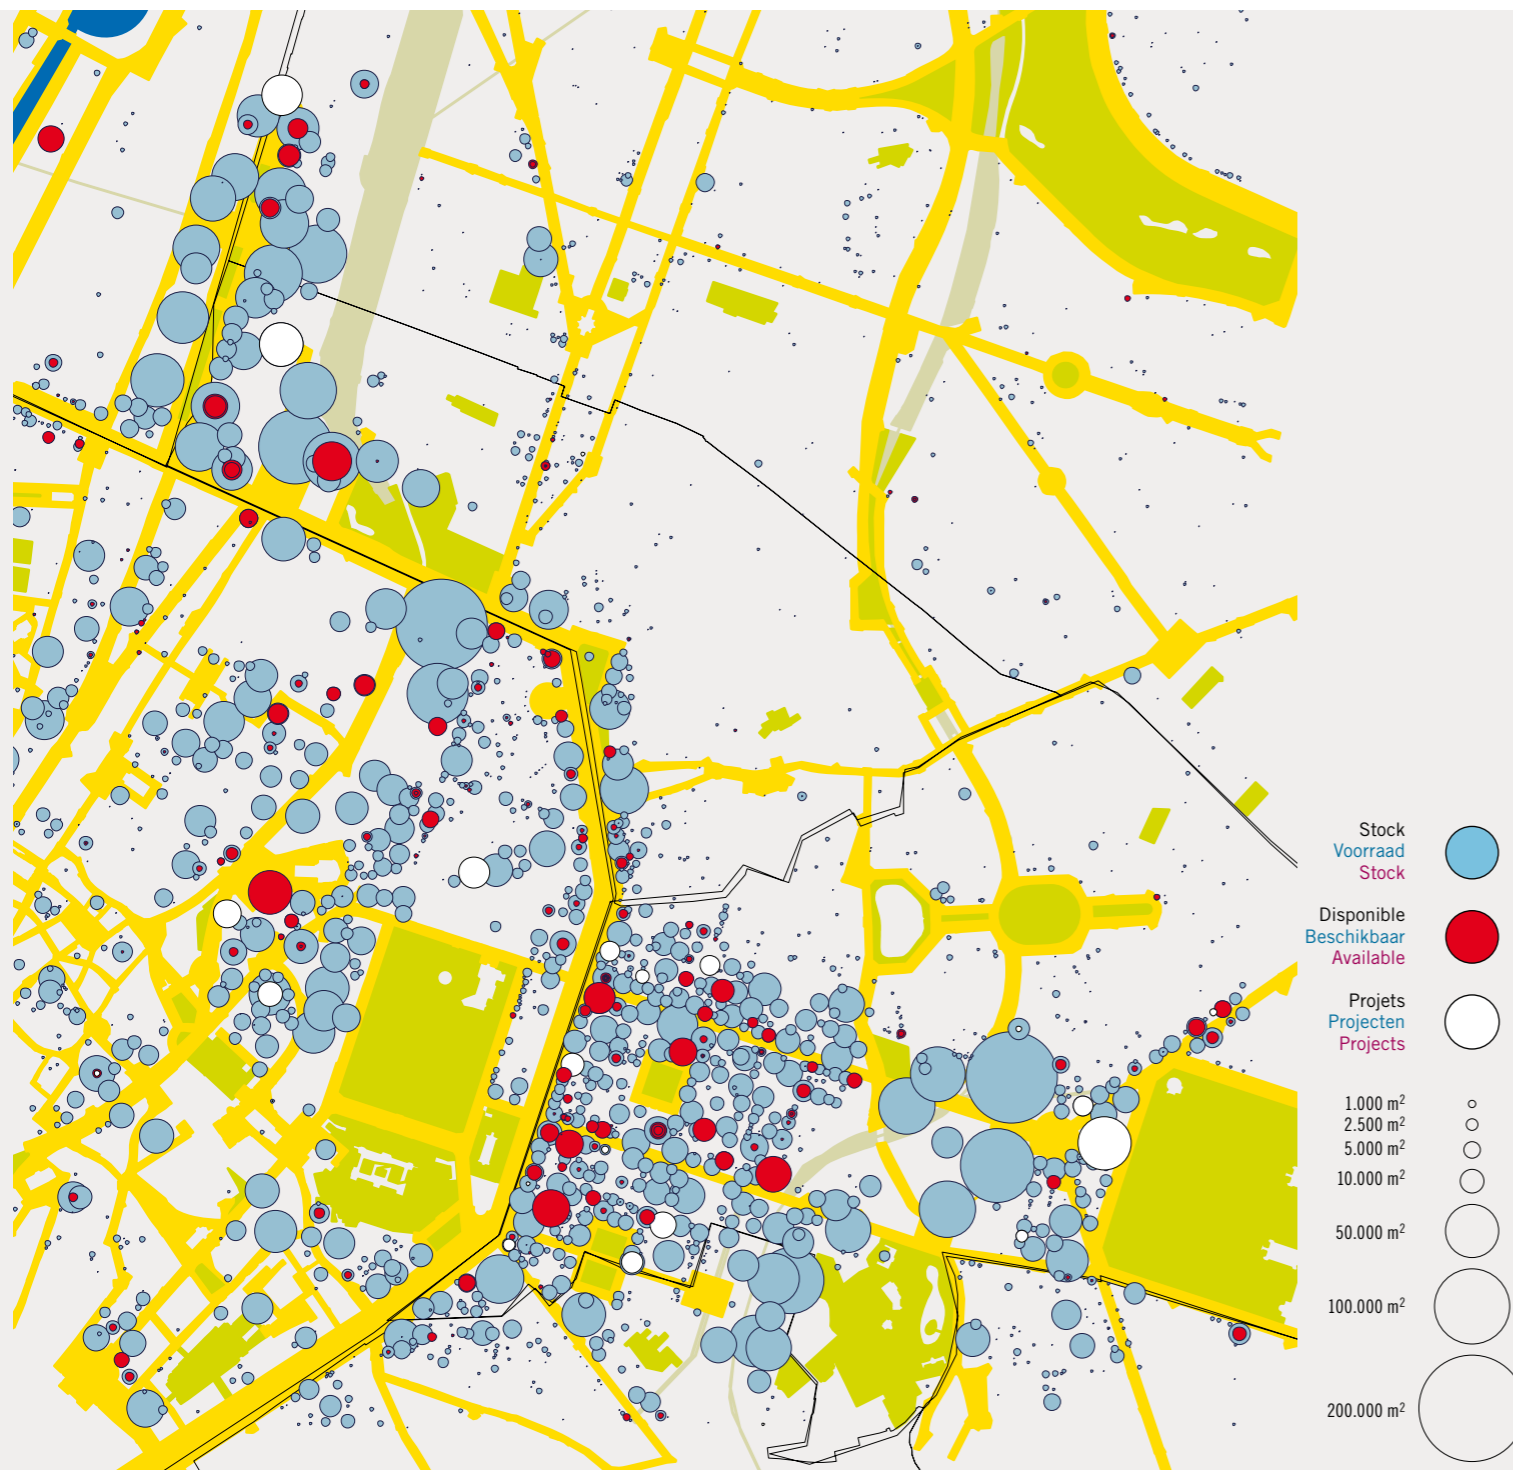 Stock
Voorraad
Stock
Disponible
Beschikbaar
Available
Projets
Projecten
Projects
1.000 m²
2.500 m²
5.000 m²
10.000 m²
50.000 m²
100.000 m²
200.000 m²